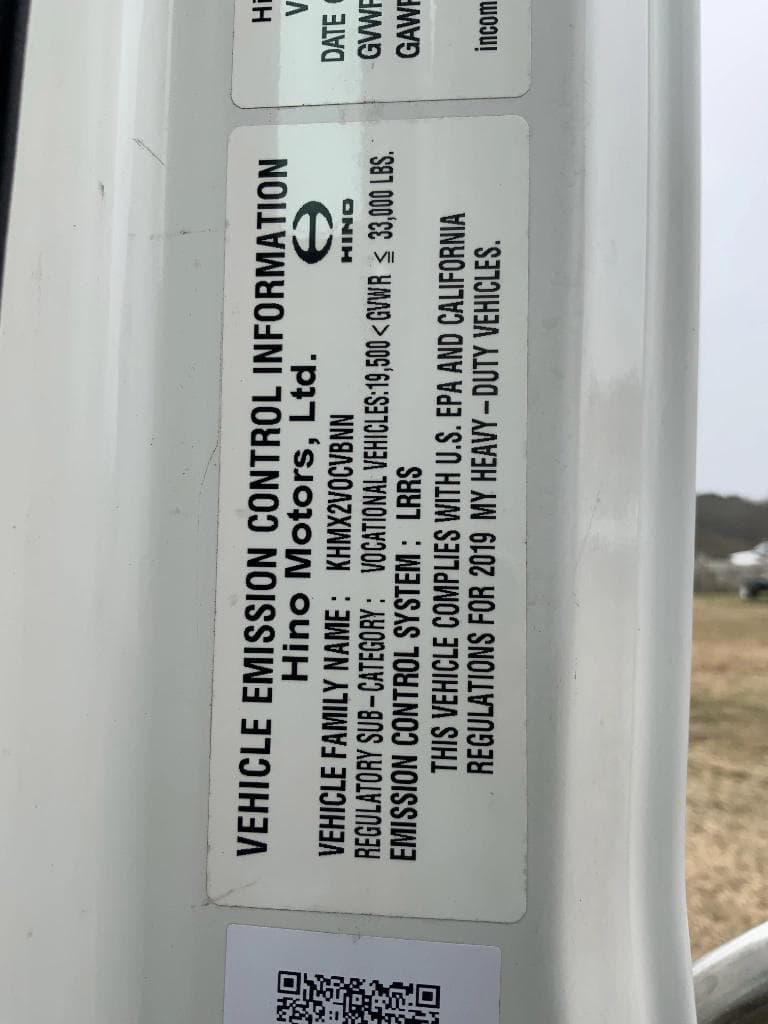 Hi
V
DATE
GVWR
GAWR
incom
VEHICLE EMISSION CONTROL INFORMATION
Hino Motors, Ltd.
HINO
VEHICLE FAMILY NAME : KHMX2VOCVBNN
REGULATORY SUB-CATEGORY : VOCATIONAL VEHICLES:19,500 < GVWR ≦ 33,000 LBS.
EMISSION CONTROL SYSTEM : LRRS
THIS VEHICLE COMPLIES WITH U.S. EPA AND CALIFORNIA
REGULATIONS FOR 2019 MY HEAVY-DUTY VEHICLES.